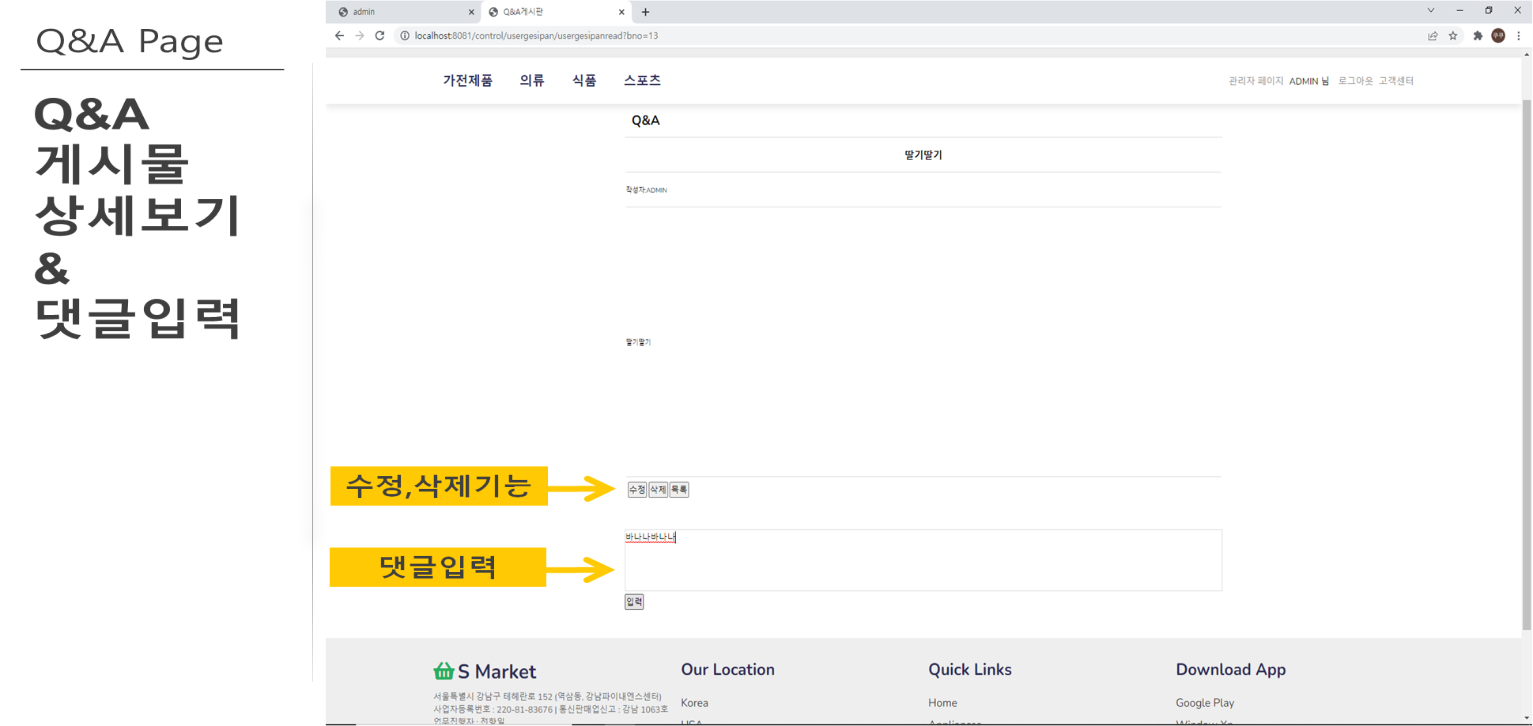 Q&A Page
Q&A
게시물
상세보기
&
댓글입력
admin
Q&A게시판
localhost:8081/control/usergesipan/usergesipanread?bno=13
가전제품 의류 식품 스포츠
관리자 페이지 ADMIN 님 로그아웃 고객센터
Q&A
딸기딸기
작성자:ADMIN
딸기딸기
수정,삭제기능
수정 삭제 목록
바나나바나나
댓글입력
입력
S Market
서울특별시 강남구 테헤란로 152 (역삼동, 강남파이내연스센터)
사업자등록번호 : 220-81-83676 | 통신판매업신고 : 강남 1063호
Our Location
Korea
Quick Links
Home
Download App
Google Play